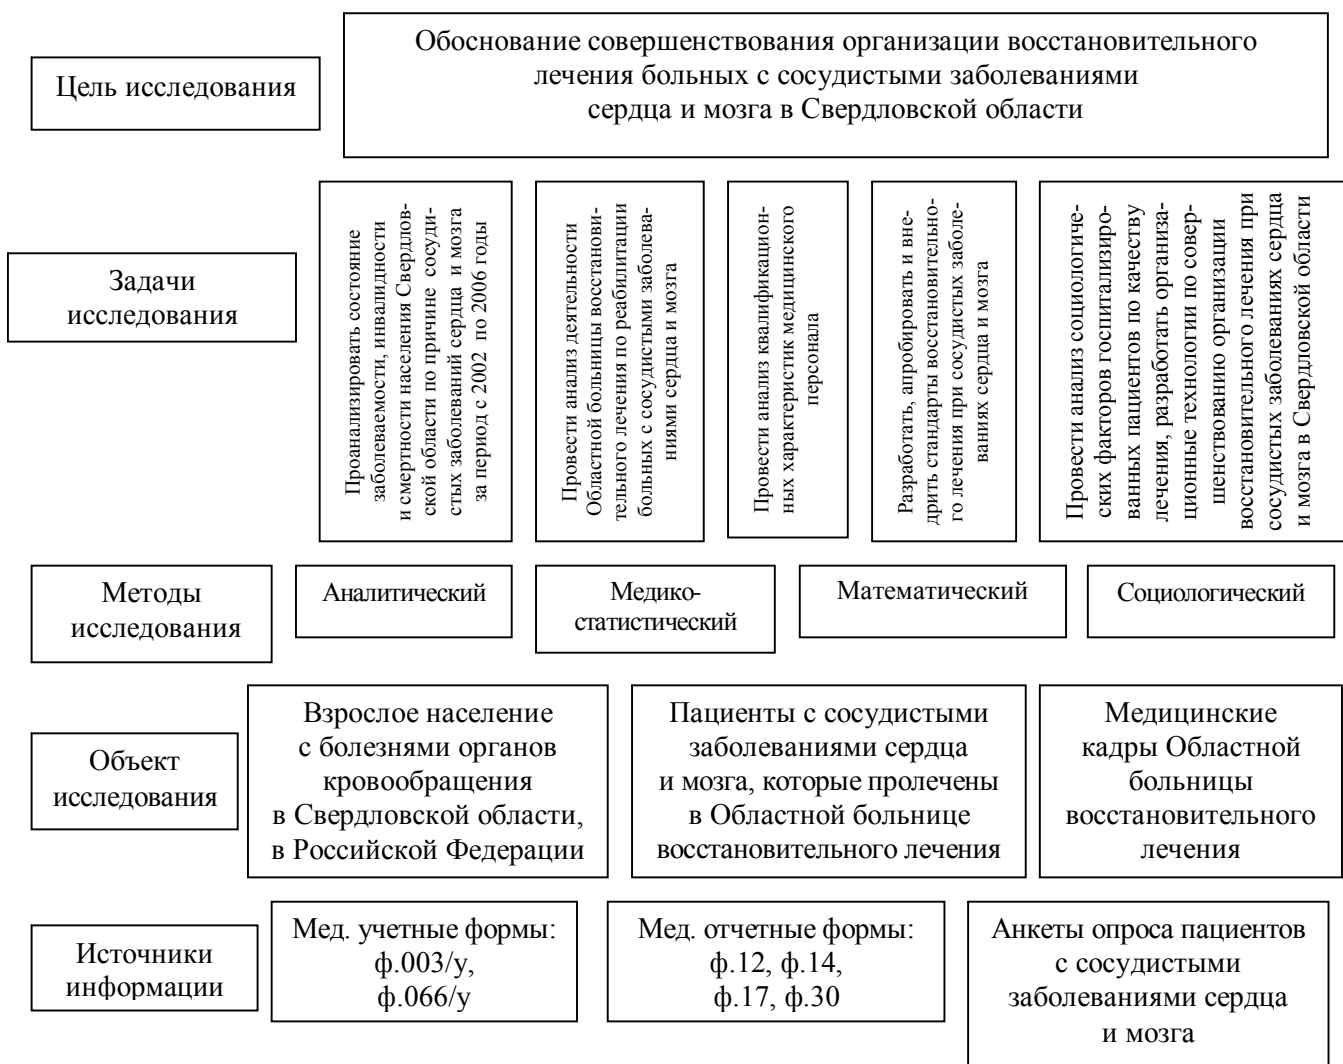 Цель исследования
Обоснование совершенствования организации восстановительного
лечения больных с сосудистыми заболеваниями
сердца и мозга в Свердловской области
Задачи
исследования
Проанализировать состояние
заболеваемости, инвалидности
и смертности населения Свердлов-
ской области по причине сосуди-
стых заболеваний сердца и мозга
за период с 2002 по 2006 годы
Провести анализ деятельности
Областной больницы восстанови-
тельного лечения по реабилитации
больных с сосудистыми заболева-
ниями сердца и мозга
Провести анализ квалификацион-
ных характеристик медицинского
персонала
Разработать, апробировать и вне-
дрить стандарты восстановительно-
го лечения при сосудистых заболе-
ваниях сердца и мозга
Провести анализ социологиче-
ских факторов госпитализиро-
ванных пациентов по качеству
лечения, разработать организа-
ционные технологии по совер-
шенствованию организации
восстановительного лечения при
сосудистых заболеваниях сердца
и мозга в Свердловской области
Методы
исследования
Аналитический
Медико-
статистический
Математический
Социологический
Объект
исследования
Взрослое население
с болезнями органов
кровообращения
в Свердловской области,
в Российской Федерации
Пациенты с сосудистыми
заболеваниями сердца
и мозга, которые пролечены
в Областной больнице
восстановительного лечения
Медицинские
кадры Областной
больницы
восстановительного
лечения
Источники
информации
Мед. учетные формы:
ф.003/у,
ф.066/у
Мед. отчетные формы:
ф.12, ф.14,
ф.17, ф.30
Анкеты опроса пациентов
с сосудистыми
заболеваниями сердца
и мозга